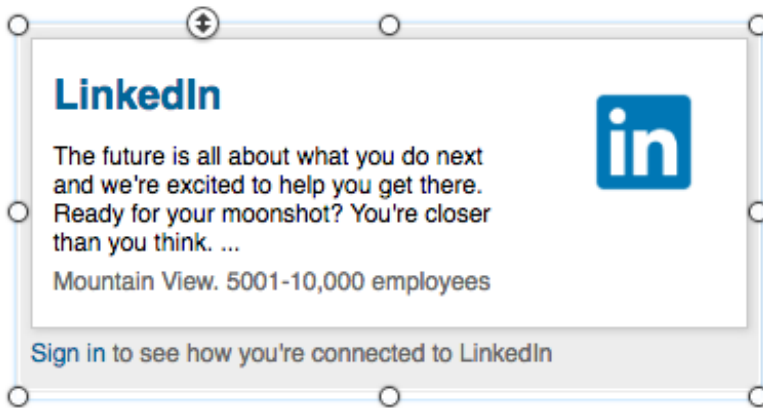 LinkedIn
in
The future is all about what you do next
and we're excited to help you get there.
Ready for your moonshot? You're closer
than you think. ...
Mountain View. 5001-10,000 employees
Sign in to see how you're connected to LinkedIn